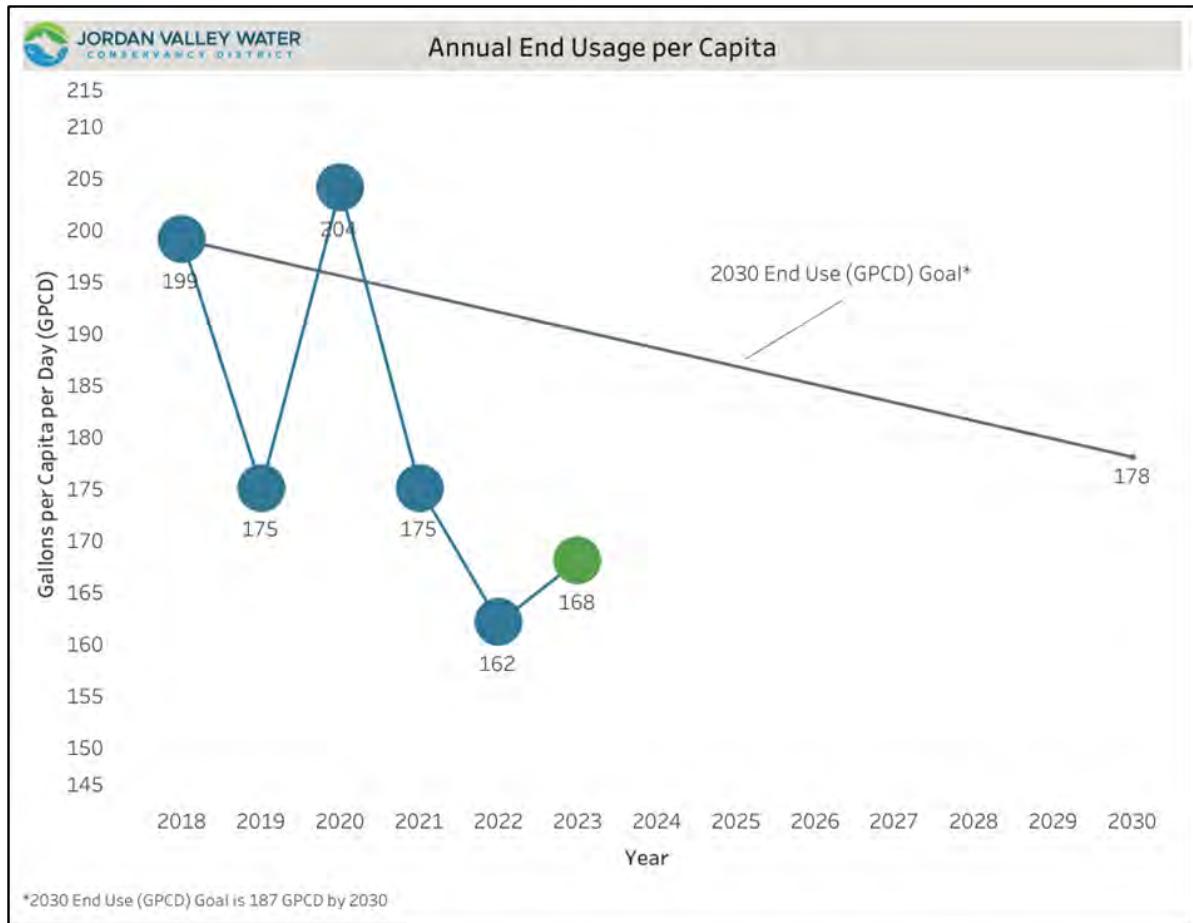 JORDAN VALLEY WATER
CONSERVANCY DISTRICT
Annual End Usage per Capita
Gallons per Capita per Day (GPCD)
215
210
205
200
195
190
185
180
175
170
165
160
155
150
145
199
175
204
175
162
168
2030 End Use (GPCD) Goal*
178
2018 2019 2020 2021 2022 2023 2024 2025 2026 2027 2028 2029 2030
Year
*2030 End Use (GPCD) Goal is 187 GPCD by 2030